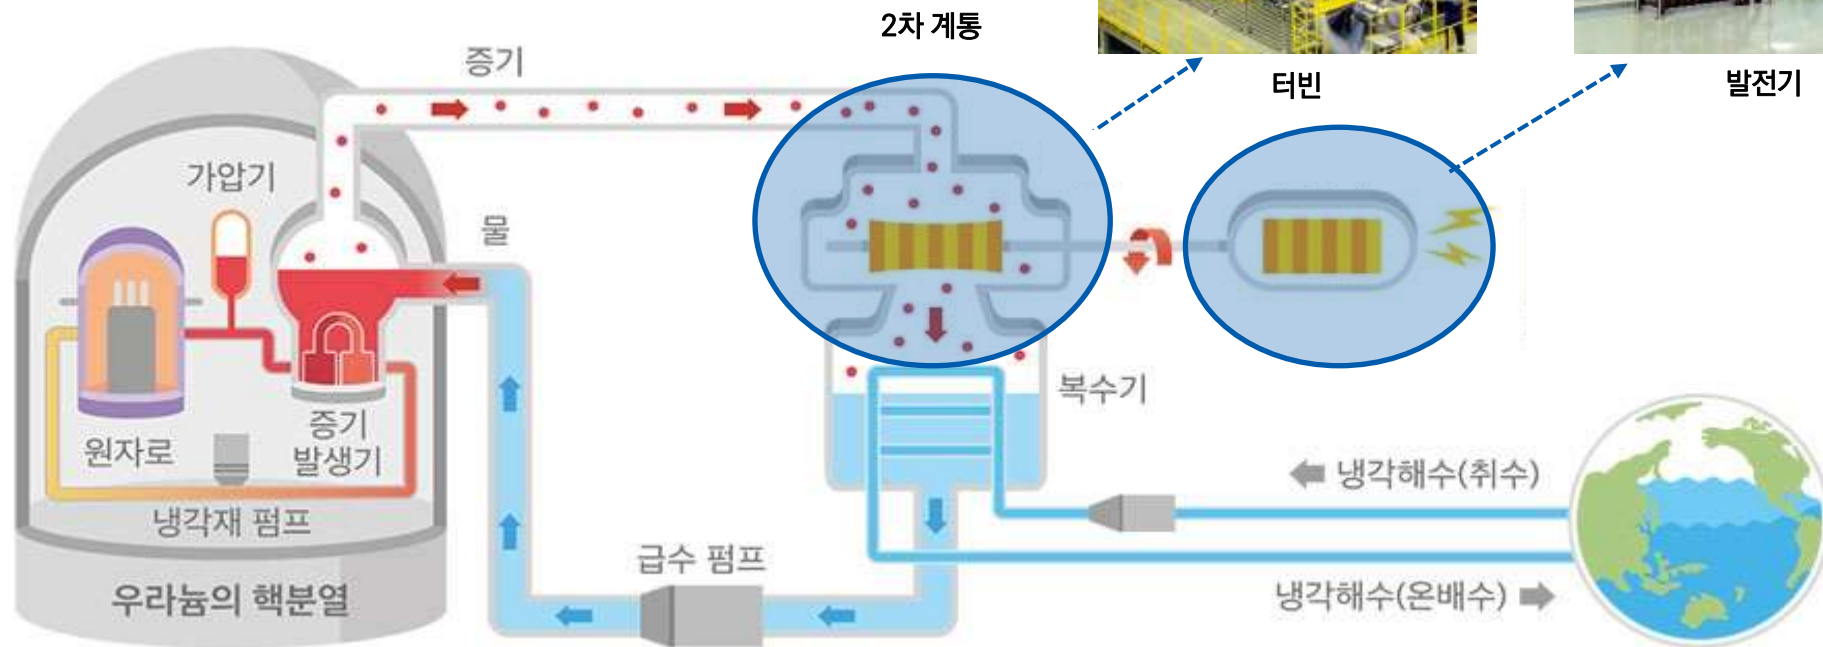 2차 계통
터빈
발전기
증기
가압기
물
원자로
증기
발생기
냉각재 펌프
우라늄의 핵분열
급수 펌프
복수기
냉각해수(취수)
냉각해수(온배수)